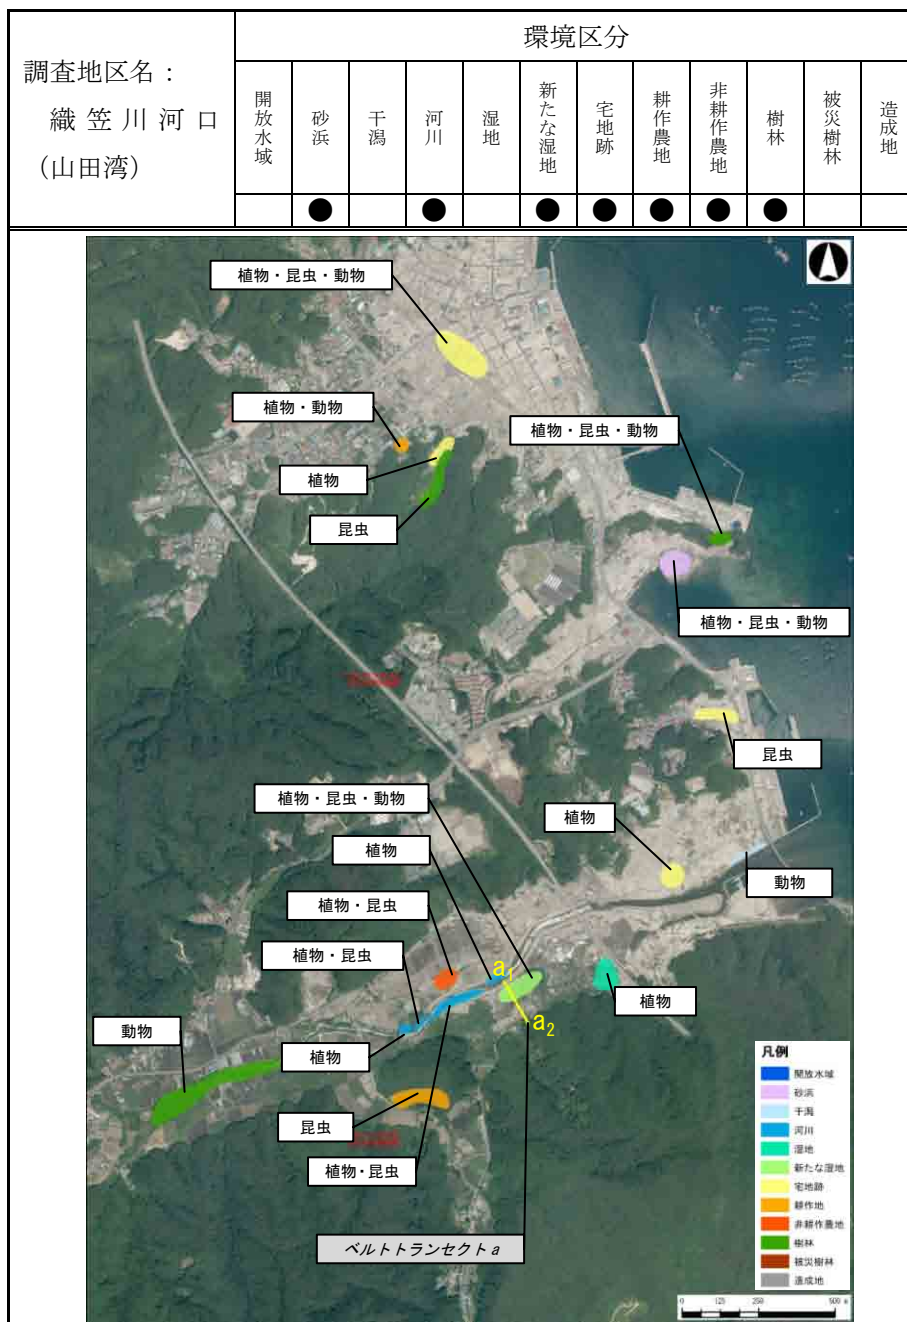 調査地区名：
織笠川河口
（山田湾）
環境区分
開放水域
砂浜
干潟
河川
湿地
新たな湿地
宅地跡
耕作農地
非耕作農地
樹林
被災樹林
造成地
● ● ● ● ● ● ●
植物・昆虫・動物
植物・動物
植物・昆虫・動物
植物
昆虫
植物・昆虫・動物
昆虫
植物・昆虫・動物
植物
植物
動物
植物・昆虫
植物・昆虫
a1
植物
動物
a2
植物
昆虫
植物・昆虫
ベルトトランセクトa
凡例
開放水域
砂浜
干潟
河川
湿地
新たな湿地
宅地跡
耕作地
非耕作農地
樹林
被災樹林
造成地
0 125 250 500 m